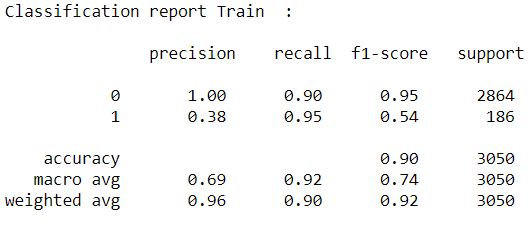 Classification report Train  :
precision    recall  f1-score   support
0       1.00      0.90      0.95      2864
1       0.38      0.95      0.54       186
accuracy                           0.90      3050
macro avg       0.69      0.92      0.74      3050
weighted avg       0.96      0.90      0.92      3050